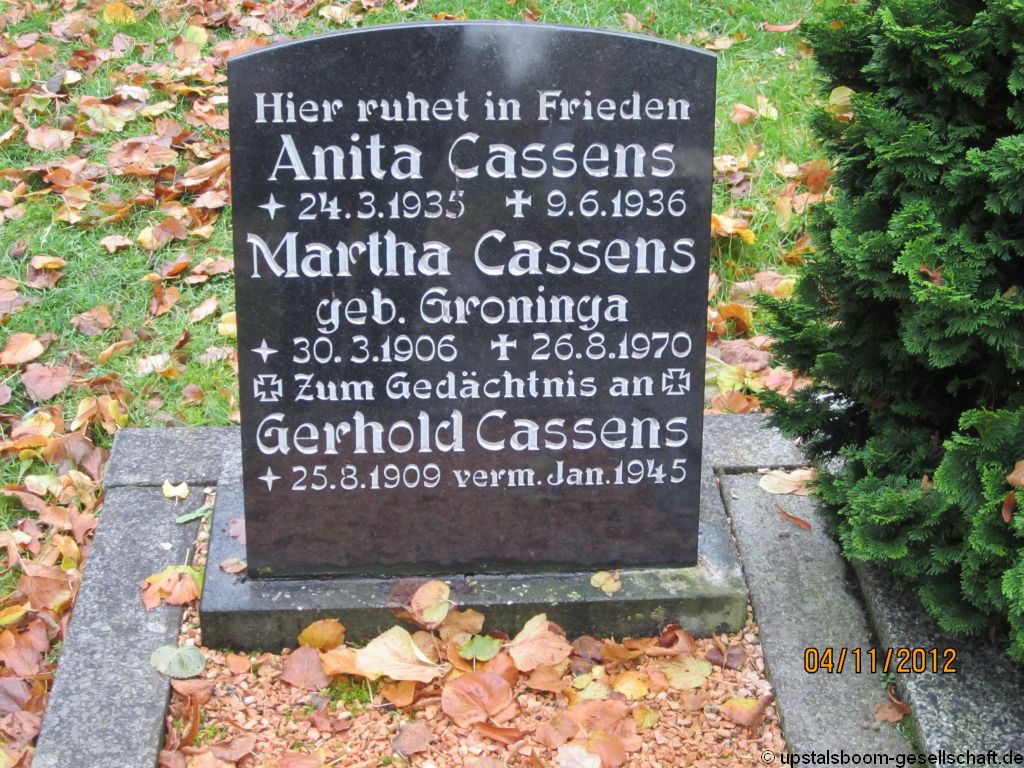 Hier ruhet in Frieden
Anita Cassens
✦ 24.3.1935 ✝ 9.6.1936
Martha Cassens
geb. Groninga
✦ 30.3.1906 ✝ 26.8.1970
✠ Zum Gedächtnis an ✠
Gerhold Cassens
✦ 25.8.1909 verm. Jan. 1945
04/11/2012
© upstalsboom-gesellschaft.de